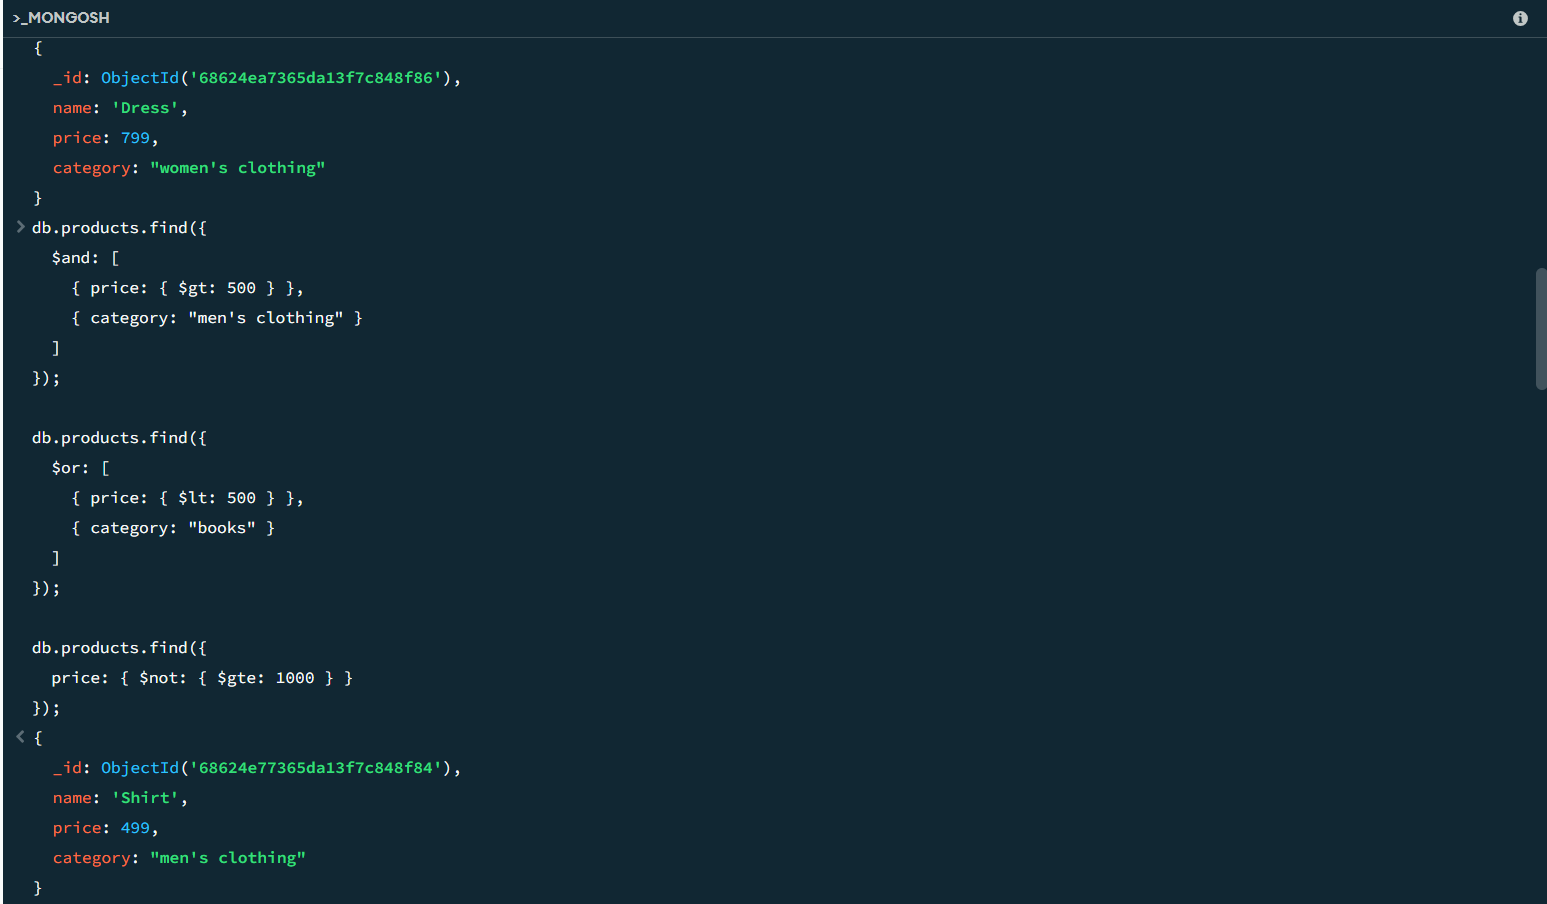 >_MONGOSH
{
  _id: ObjectId('68624ea7365da13f7c848f86'),
  name: 'Dress',
  price: 799,
  category: "women's clothing"
}
> db.products.find({
  $and: [
    { price: { $gt: 500 } },
    { category: "men's clothing" }
  ]
});
db.products.find({
  $or: [
    { price: { $lt: 500 } },
    { category: "books" }
  ]
});
db.products.find({
  price: { $not: { $gte: 1000 } }
});
< {
  _id: ObjectId('68624e77365da13f7c848f84'),
  name: 'Shirt',
  price: 499,
  category: "men's clothing"
}